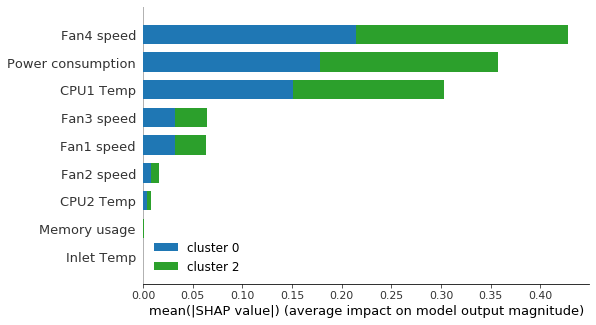 Fan4 speed
Power consumption
CPU1 Temp
Fan3 speed
Fan1 speed
Fan2 speed
CPU2 Temp
Memory usage
Inlet Temp
cluster 0
cluster 2
0.00 0.05 0.10 0.15 0.20 0.25 0.30 0.35 0.40
mean(|SHAP value|) (average impact on model output magnitude)